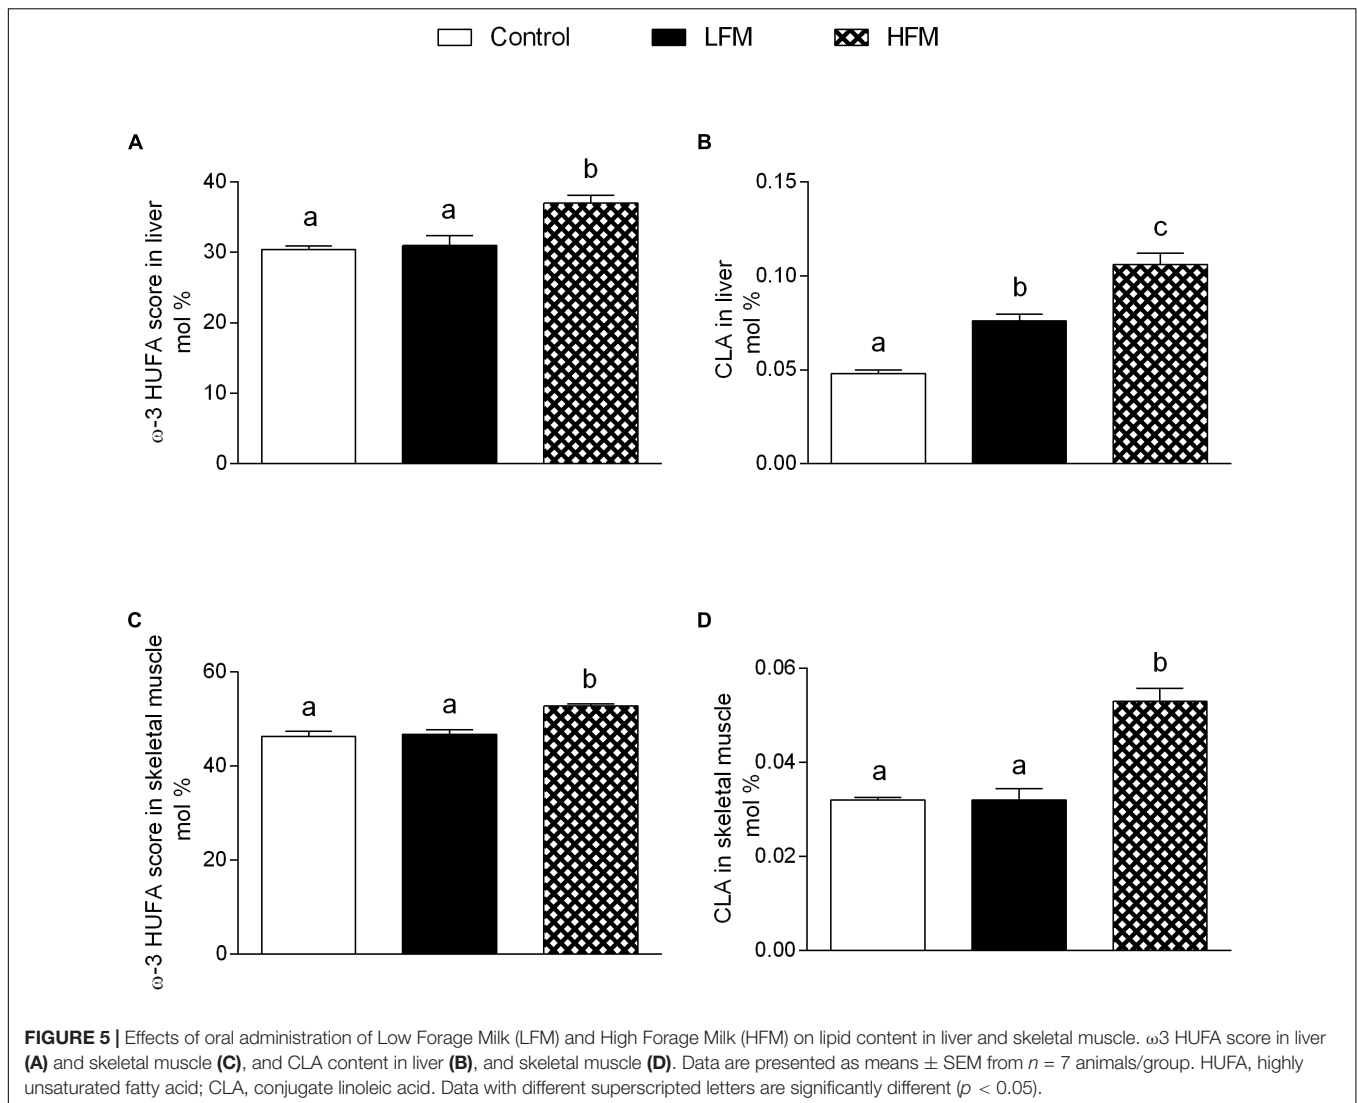 Control LFM HFM
A
ω-3 HUFA score in liver
mol %
40
30
20
10
0
a
a
b
B
CLA in liver
mol %
0.15
0.10
0.05
0.00
a
b
c
C
ω-3 HUFA score in skeletal muscle
mol %
60
40
20
0
a
a
b
D
CLA in skeletal muscle
mol %
0.06
0.04
0.02
0.00
a
a
b
FIGURE 5 | Effects of oral administration of Low Forage Milk (LFM) and High Forage Milk (HFM) on lipid content in liver and skeletal muscle. ω3 HUFA score in liver
(A) and skeletal muscle (C), and CLA content in liver (B), and skeletal muscle (D). Data are presented as means ± SEM from n = 7 animals/group. HUFA, highly
unsaturated fatty acid; CLA, conjugate linoleic acid. Data with different superscripted letters are significantly different (p < 0.05).